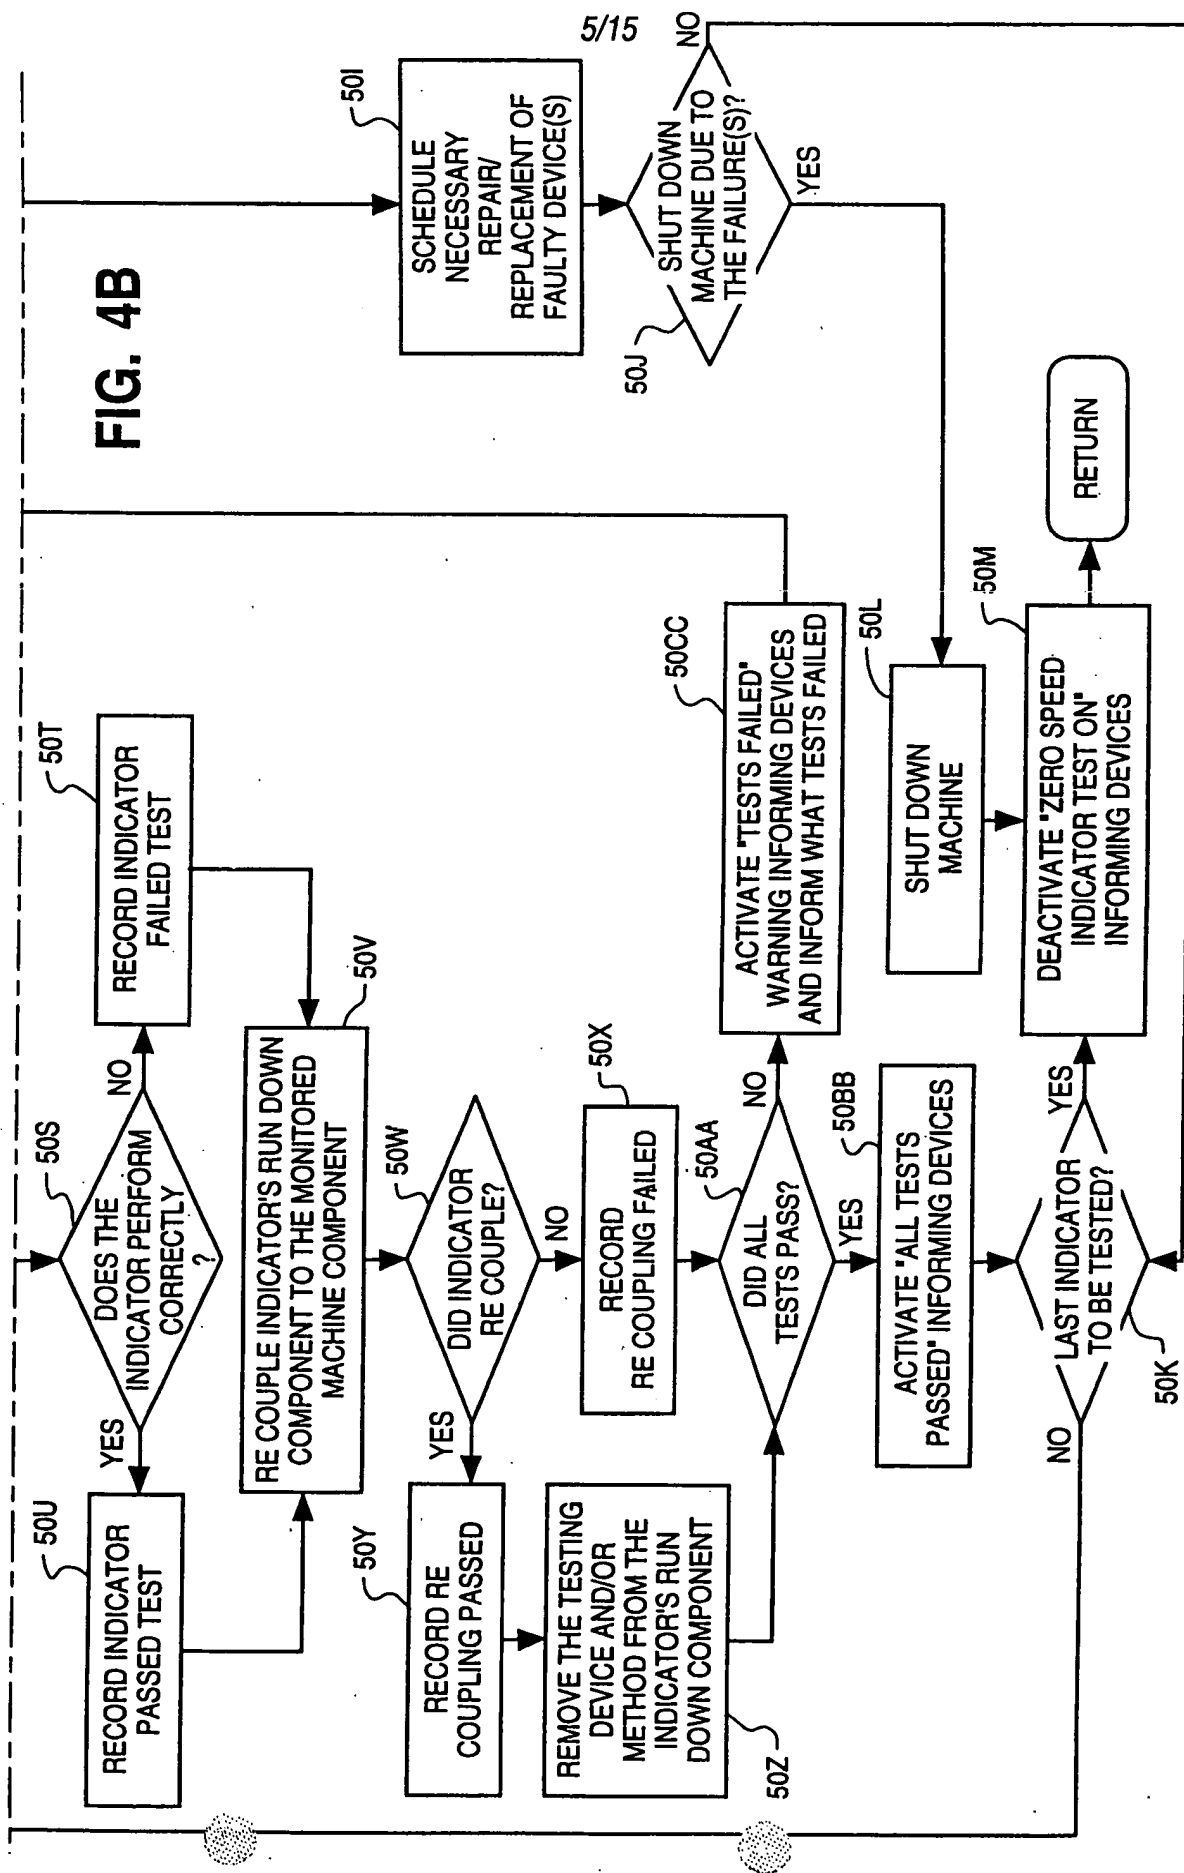 5/15
FIG. 4B
50S
DOES THE
INDICATOR PERFORM
CORRECTLY
?
YES
NO
50U
RECORD INDICATOR
PASSED TEST
50T
RECORD INDICATOR
FAILED TEST
50V
RE COUPLE INDICATOR'S RUN DOWN
COMPONENT TO THE MONITORED
MACHINE COMPONENT
50W
DID INDICATOR
RE COUPLE?
YES
NO
50Y
RECORD RE
COUPLING PASSED
50X
RECORD
RE COUPLING FAILED
REMOVE THE TESTING
DEVICE AND/OR
METHOD FROM THE
INDICATOR'S RUN
DOWN COMPONENT
50Z
50AA
DID ALL
TESTS PASS?
NO
YES
50CC
ACTIVATE "TESTS FAILED"
WARNING INFORMING DEVICES
AND INFORM WHAT TESTS FAILED
50BB
ACTIVATE "ALL TESTS
PASSED" INFORMING DEVICES
LAST INDICATOR
TO BE TESTED?
50K
NO
YES
50I
SCHEDULE
NECESSARY
REPAIR/
REPLACEMENT OF
FAULTY DEVICE(S)
50J
SHUT DOWN
MACHINE DUE TO
THE FAILURE(S)?
NO
YES
50L
SHUT DOWN
MACHINE
50M
DEACTIVATE "ZERO SPEED
INDICATOR TEST ON"
INFORMING DEVICES
RETURN